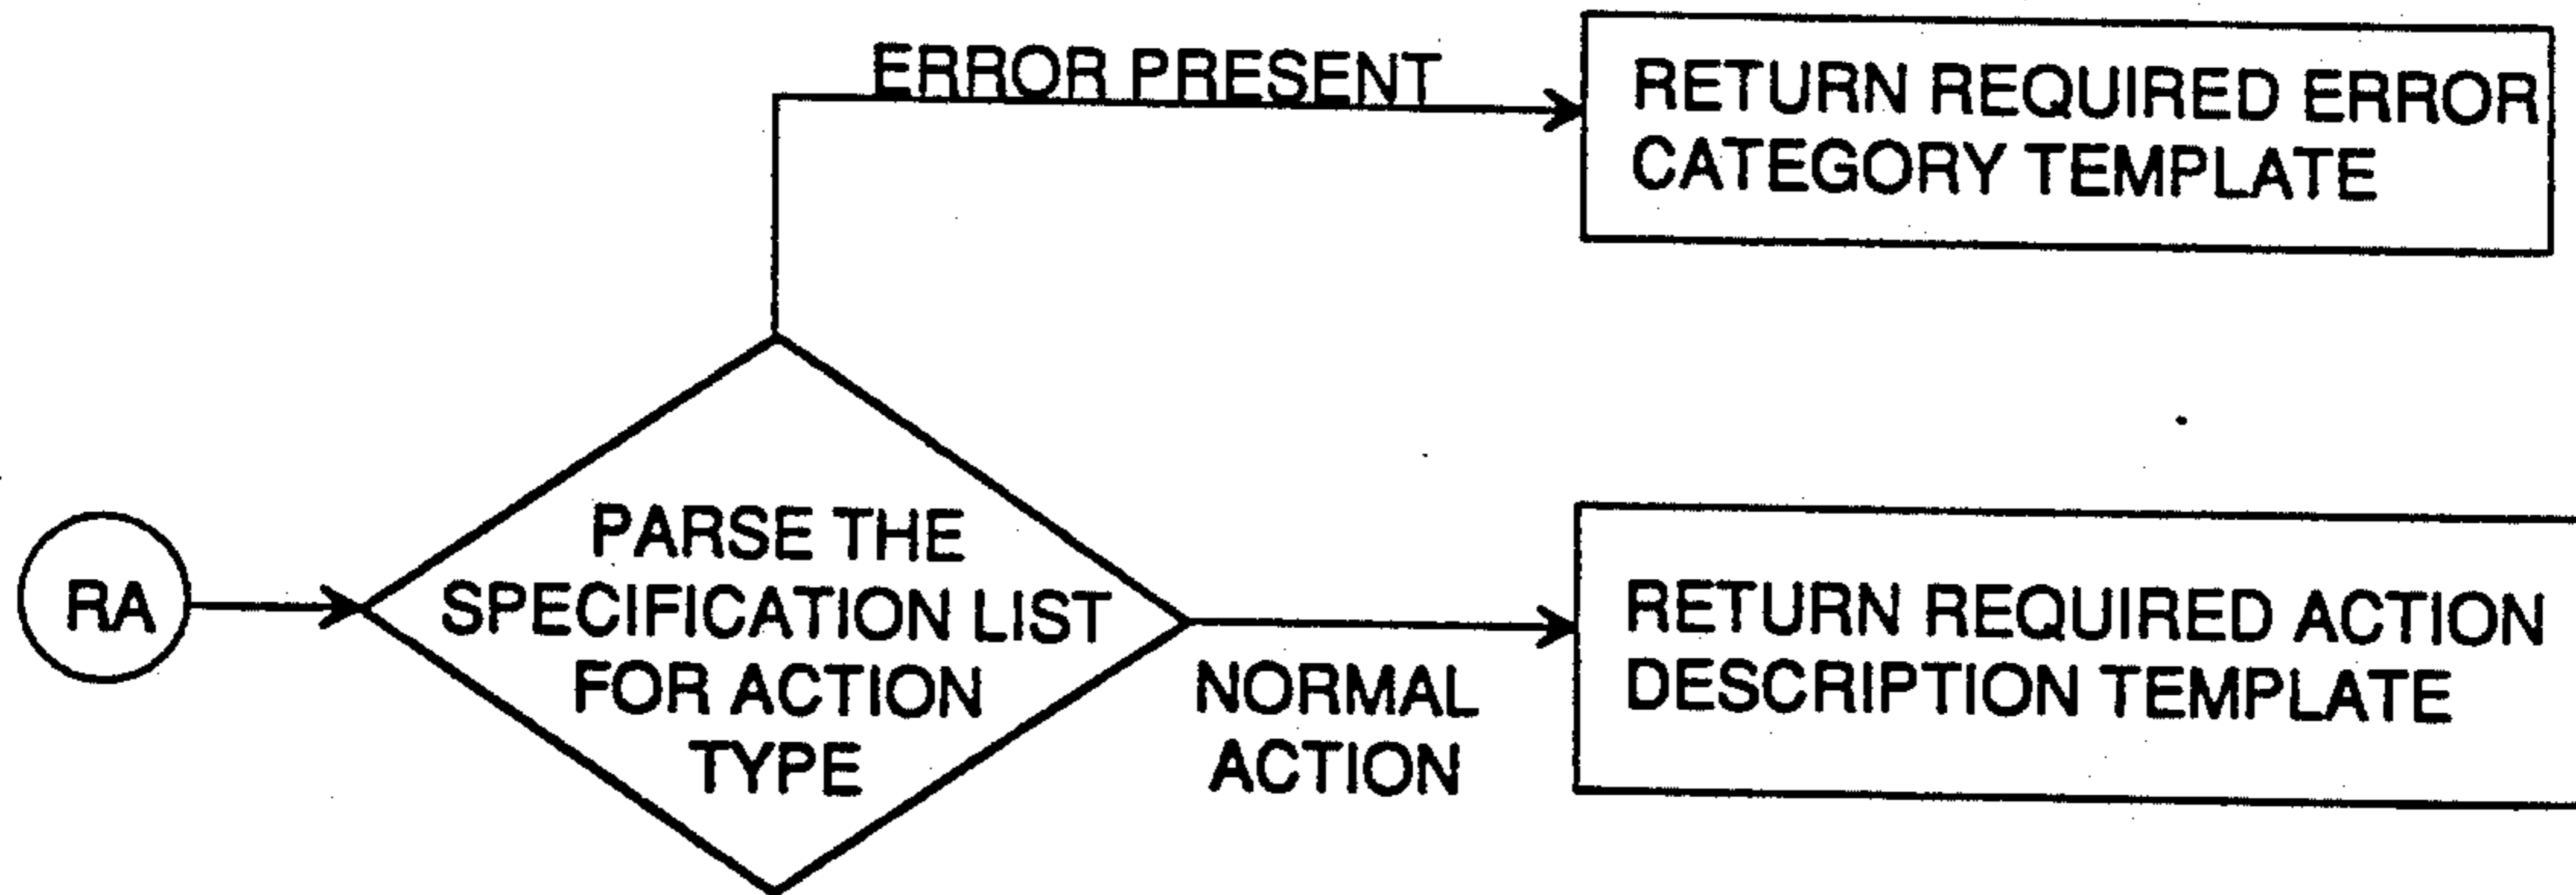 ERROR PRESENT
RETURN REQUIRED ERROR
CATEGORY TEMPLATE
RA
PARSE THE
SPECIFICATION LIST
FOR ACTION
TYPE
NORMAL
ACTION
RETURN REQUIRED ACTION
DESCRIPTION TEMPLATE